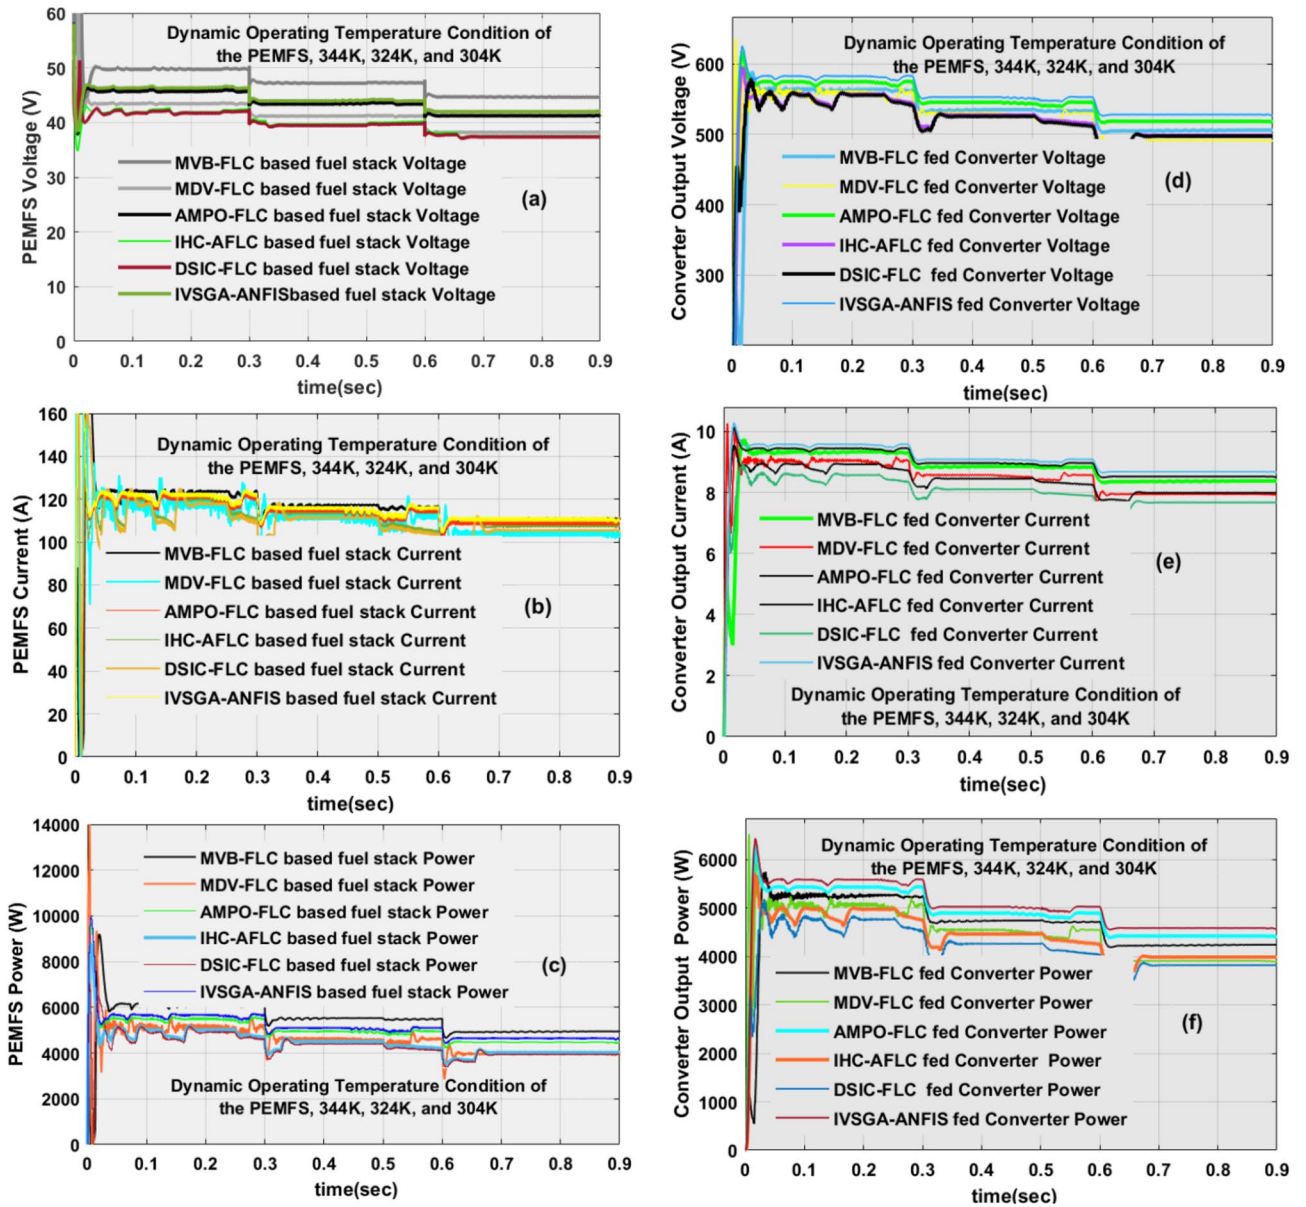 60
50
40
30
20
10
0
PEMFS Voltage (V)
Dynamic Operating Temperature Condition of
the PEMFS, 344K, 324K, and 304K
MVB-FLC based fuel stack Voltage
MDV-FLC based fuel stack Voltage
AMPO-FLC based fuel stack Voltage
IHC-AFLC based fuel stack Voltage
DSIC-FLC based fuel stack Voltage
IVSGA-ANFISbased fuel stack Voltage
(a)
0 0.1 0.2 0.3 0.4 0.5 0.6 0.7 0.8 0.9
time(sec)
600
500
400
300
Converter Output Voltage (V)
Dynamic Operating Temperature Condition of
the PEMFS, 344K, 324K, and 304K
MVB-FLC fed Converter Voltage
MDV-FLC fed Converter Voltage
AMPO-FLC fed Converter Voltage
IHC-AFLC fed Converter Voltage
DSIC-FLC fed Converter Voltage
IVSGA-ANFIS fed Converter Voltage
(d)
0 0.1 0.2 0.3 0.4 0.5 0.6 0.7 0.8 0.9
time(sec)
160
140
120
100
80
60
40
20
0
PEMFS Current (A)
Dynamic Operating Temperature Condition of
the PEMFS, 344K, 324K, and 304K
MVB-FLC based fuel stack Current
MDV-FLC based fuel stack Current
AMPO-FLC based fuel stack Current
IHC-AFLC based fuel stack Current
DSIC-FLC based fuel stack Current
IVSGA-ANFIS based fuel stack Current
(b)
0 0.1 0.2 0.3 0.4 0.5 0.6 0.7 0.8 0.9
time(sec)
10
8
6
4
2
0
Converter Output Current (A)
MVB-FLC fed Converter Current
MDV-FLC fed Converter Current
AMPO-FLC fed Converter Current
IHC-AFLC fed Converter Current
DSIC-FLC fed Converter Current
IVSGA-ANFIS fed Converter Current
(e)
Dynamic Operating Temperature Condition of
the PEMFS, 344K, 324K, and 304K
0 0.1 0.2 0.3 0.4 0.5 0.6 0.7 0.8 0.9
time(sec)
14000
12000
10000
8000
6000
4000
2000
0
PEMFS Power (W)
MVB-FLC based fuel stack Power
MDV-FLC based fuel stack Power
AMPO-FLC based fuel stack Power
IHC-AFLC based fuel stack Power
DSIC-FLC based fuel stack Power
IVSGA-ANFIS based fuel stack Power
(c)
Dynamic Operating Temperature Condition of
the PEMFS, 344K, 324K, and 304K
0 0.1 0.2 0.3 0.4 0.5 0.6 0.7 0.8 0.9
time(sec)
6000
5000
4000
3000
2000
1000
0
Converter Output Power (W)
Dynamic Operating Temperature Condition of
the PEMFS, 344K, 324K, and 304K
MVB-FLC fed Converter Power
MDV-FLC fed Converter Power
AMPO-FLC fed Converter Power
IHC-AFLC fed Converter Power
DSIC-FLC fed Converter Power
IVSGA-ANFIS fed Converter Power
(f)
0 0.1 0.2 0.3 0.4 0.5 0.6 0.7 0.8 0.9
time(sec)